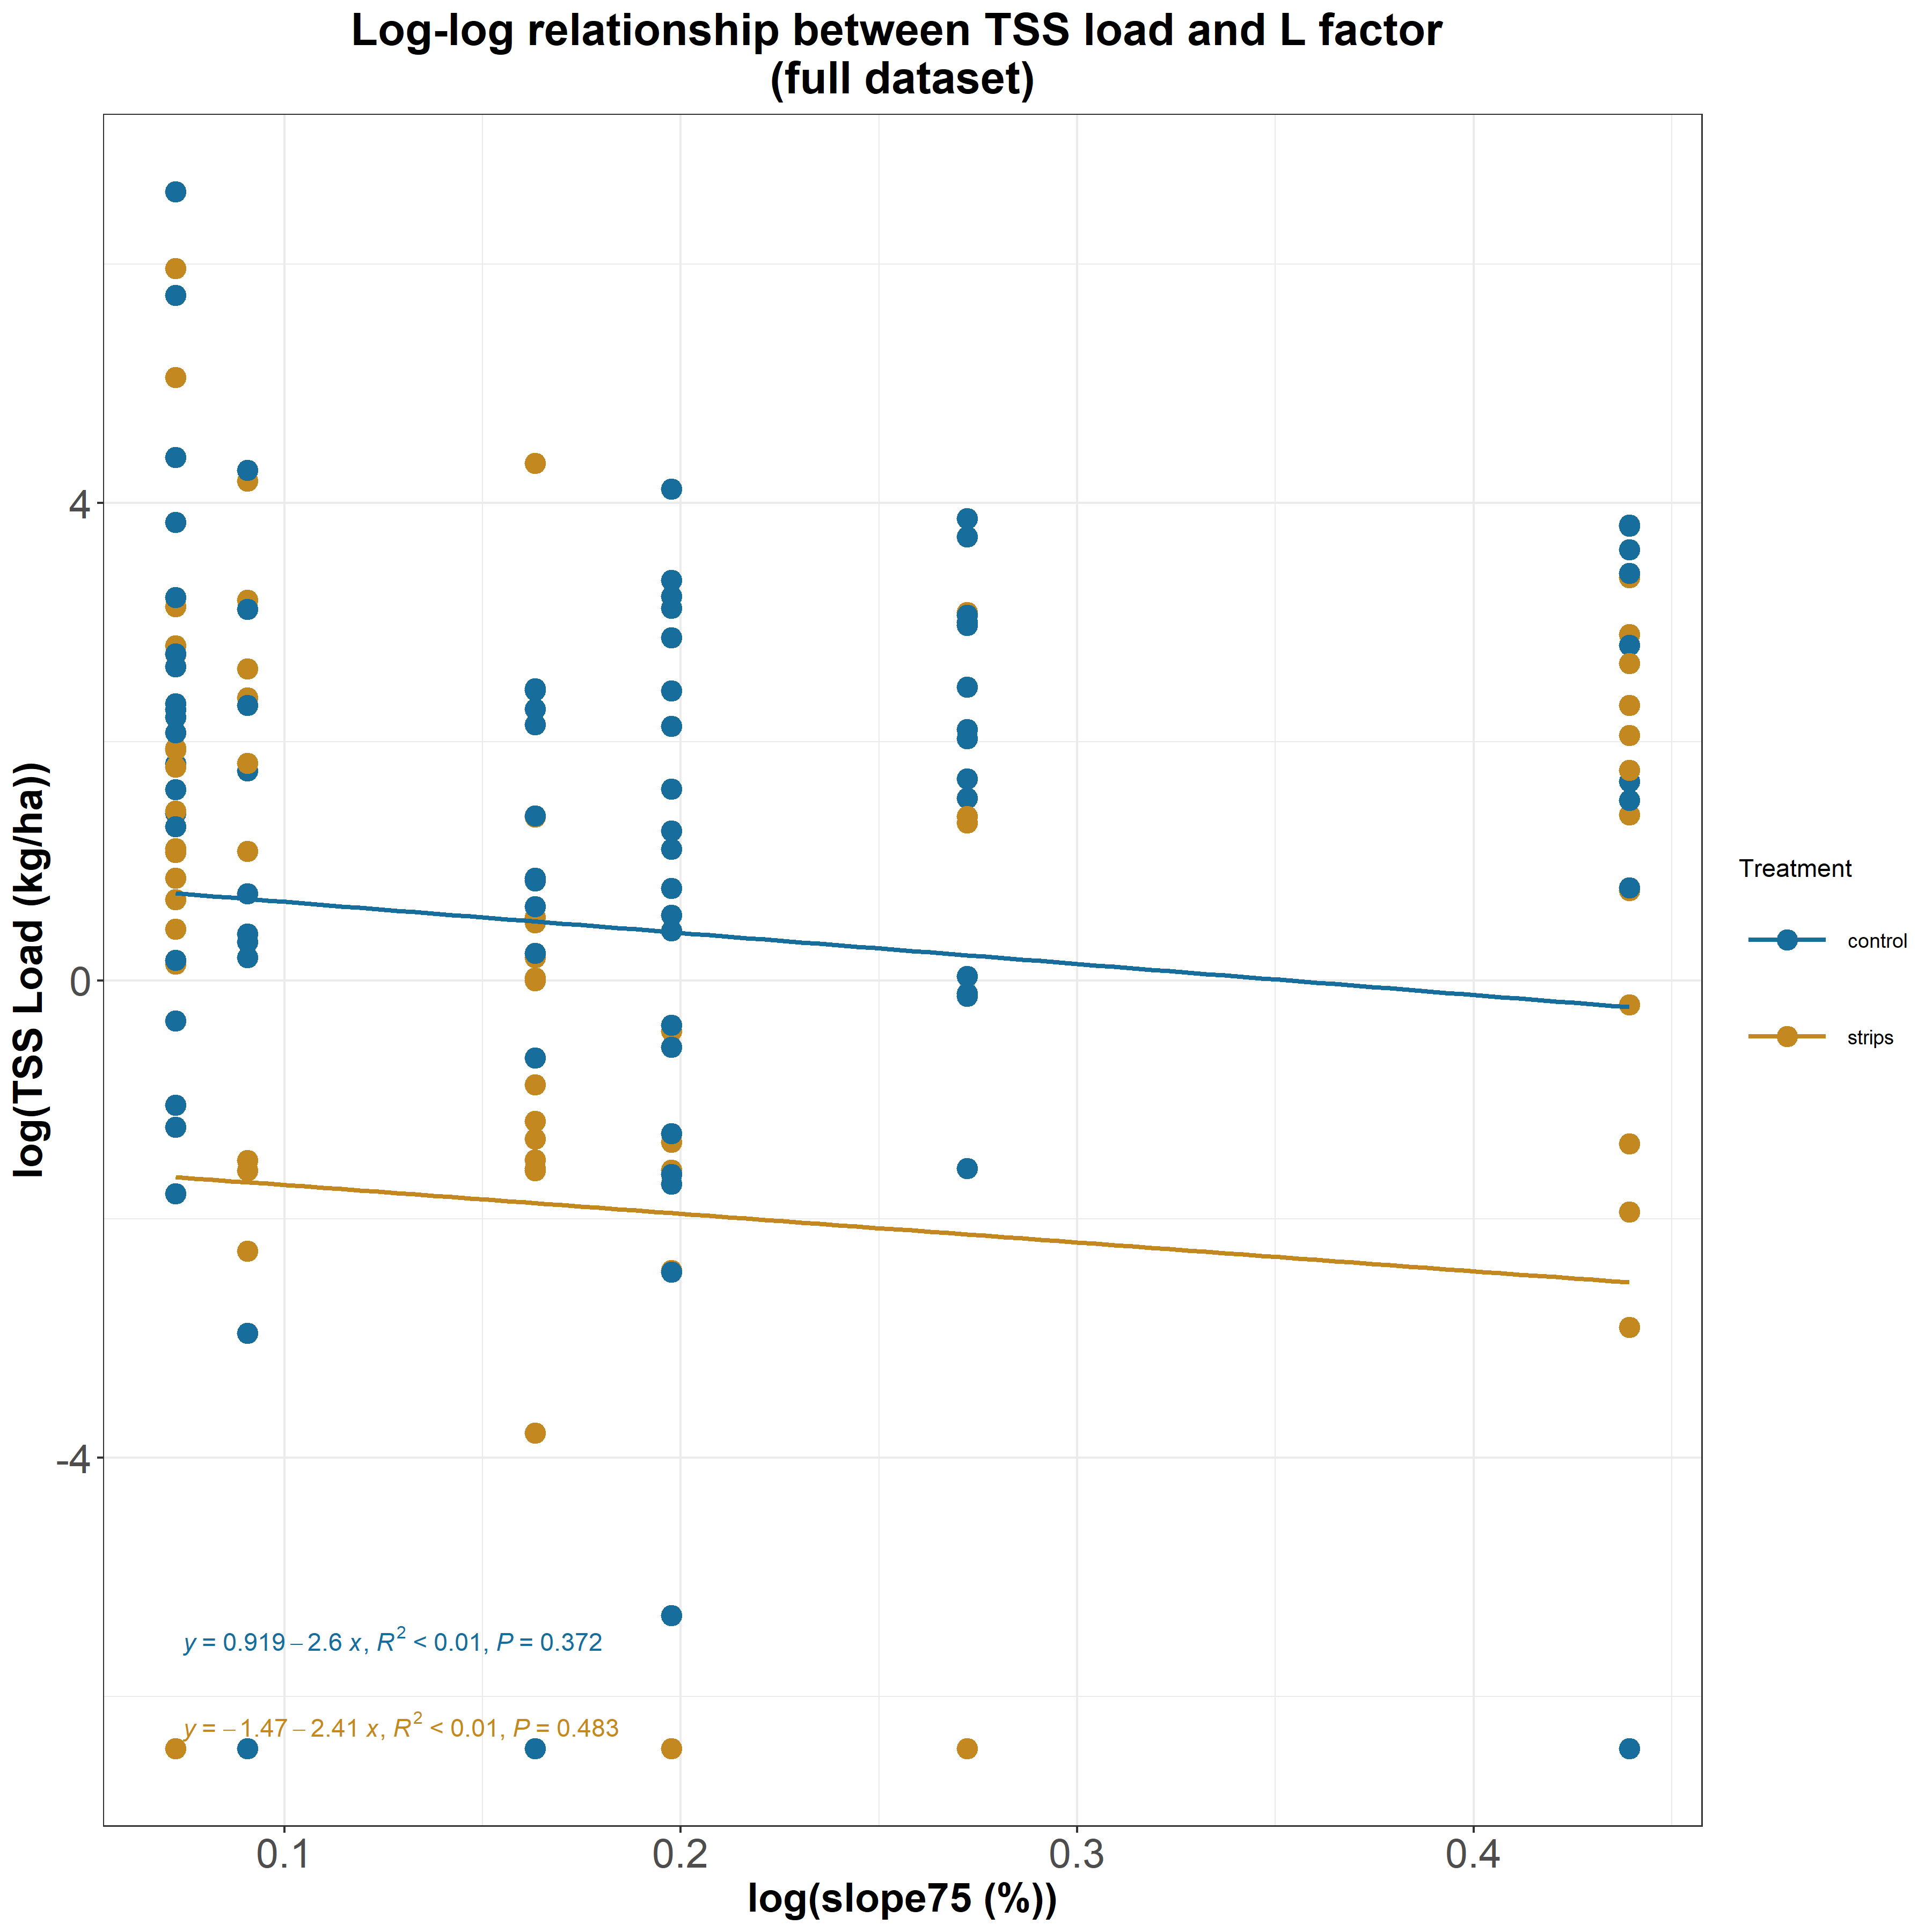 Log-log relationship between TSS load and L factor
(full dataset)
log(TSS Load (kg/ha))
4
0
-4
y = 0.919 − 2.6 x, R² < 0.01, P = 0.372
y = −1.47 − 2.41 x, R² < 0.01, P = 0.483
0.1 0.2 0.3 0.4
log(slope75 (%))
Treatment
control
strips